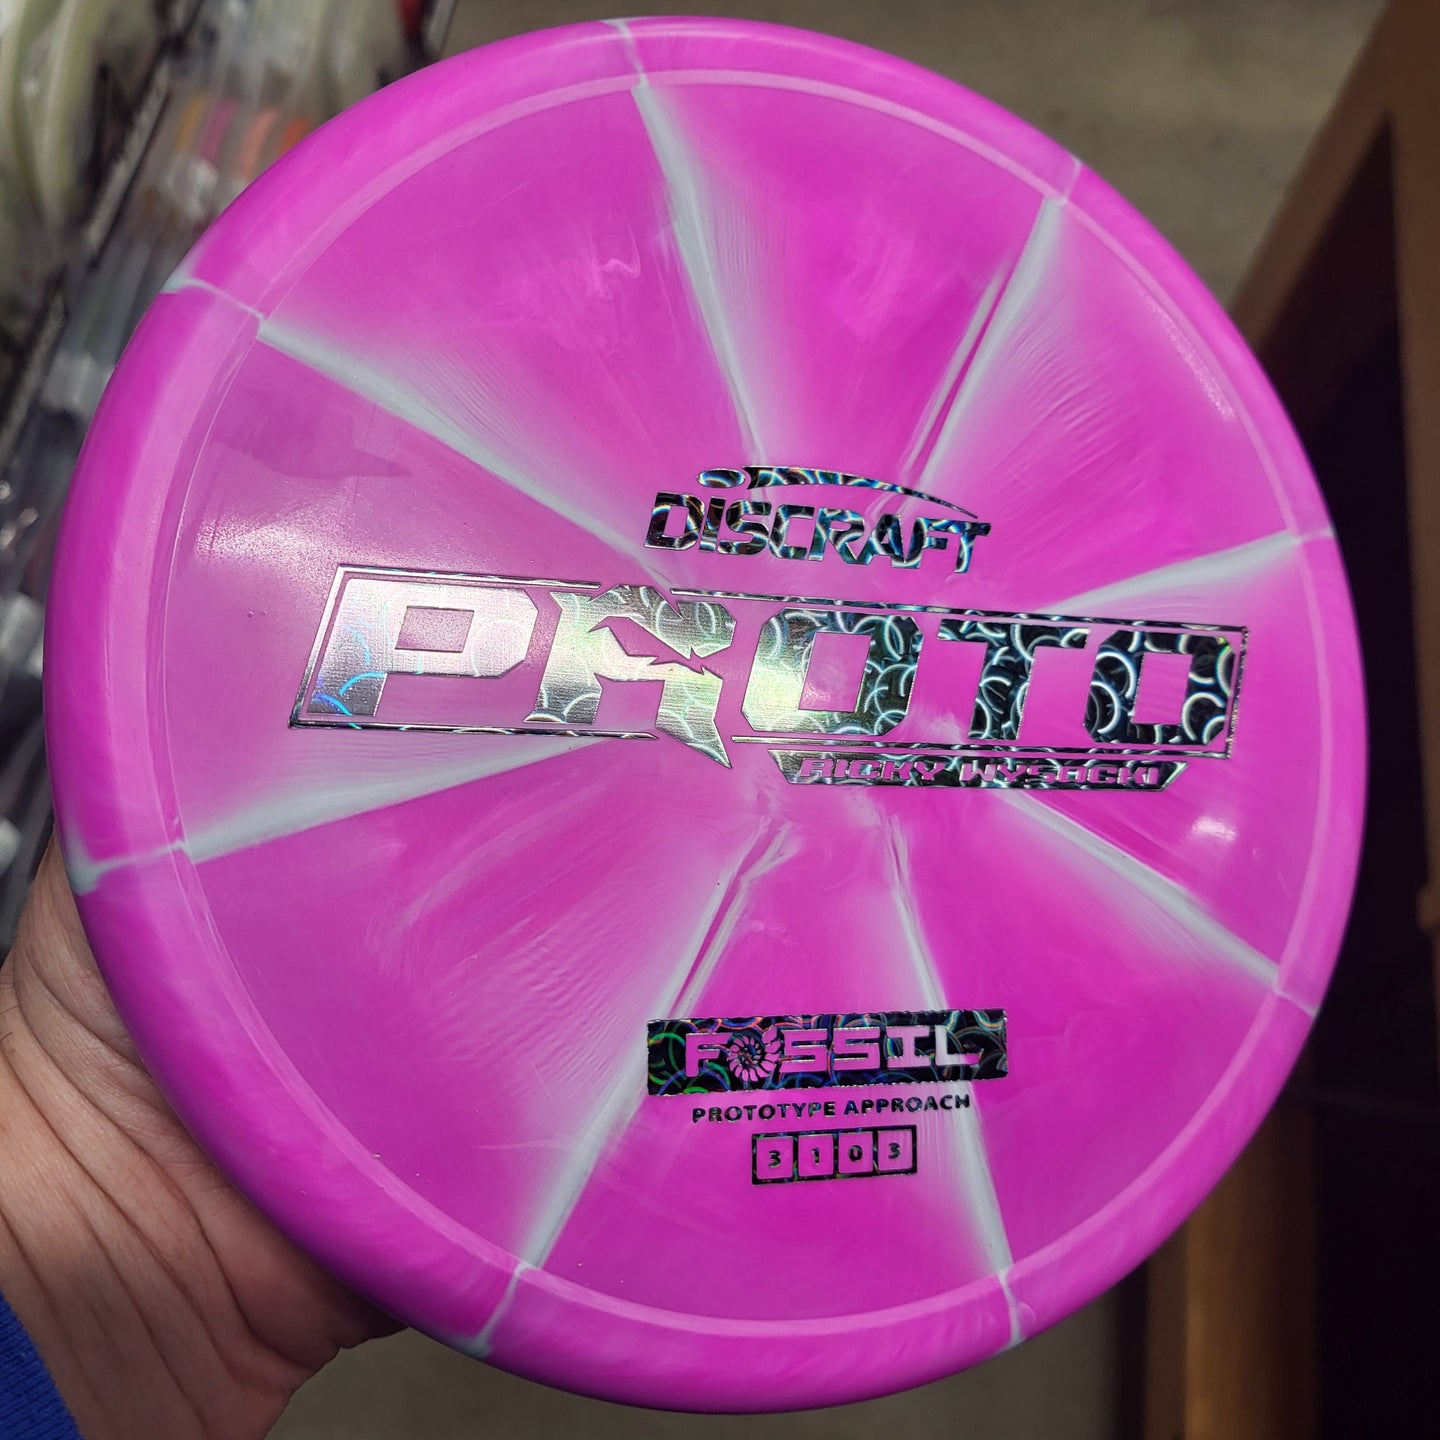 DiSCRAFT
PROTO
RICKY WYSOCKI
FOSSIL
PROTOTYPE APPROACH
3 1 0 3